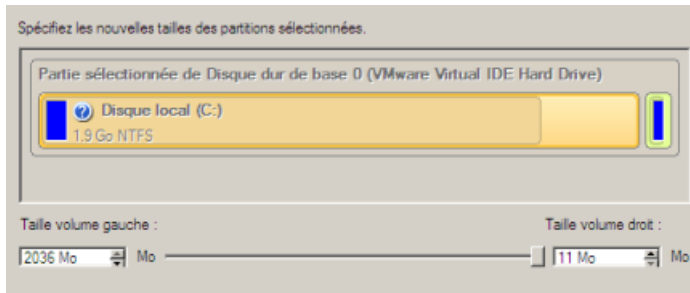 Spécifiez les nouvelles tailles des partitions sélectionnées.
Partie sélectionnée de Disque dur de base 0 (VMware Virtual IDE Hard Drive)
Disque local (C:)
1.9 Go NTFS
Taille volume gauche : Taille volume droit :
2036 Mo Mo 11 Mo Mo